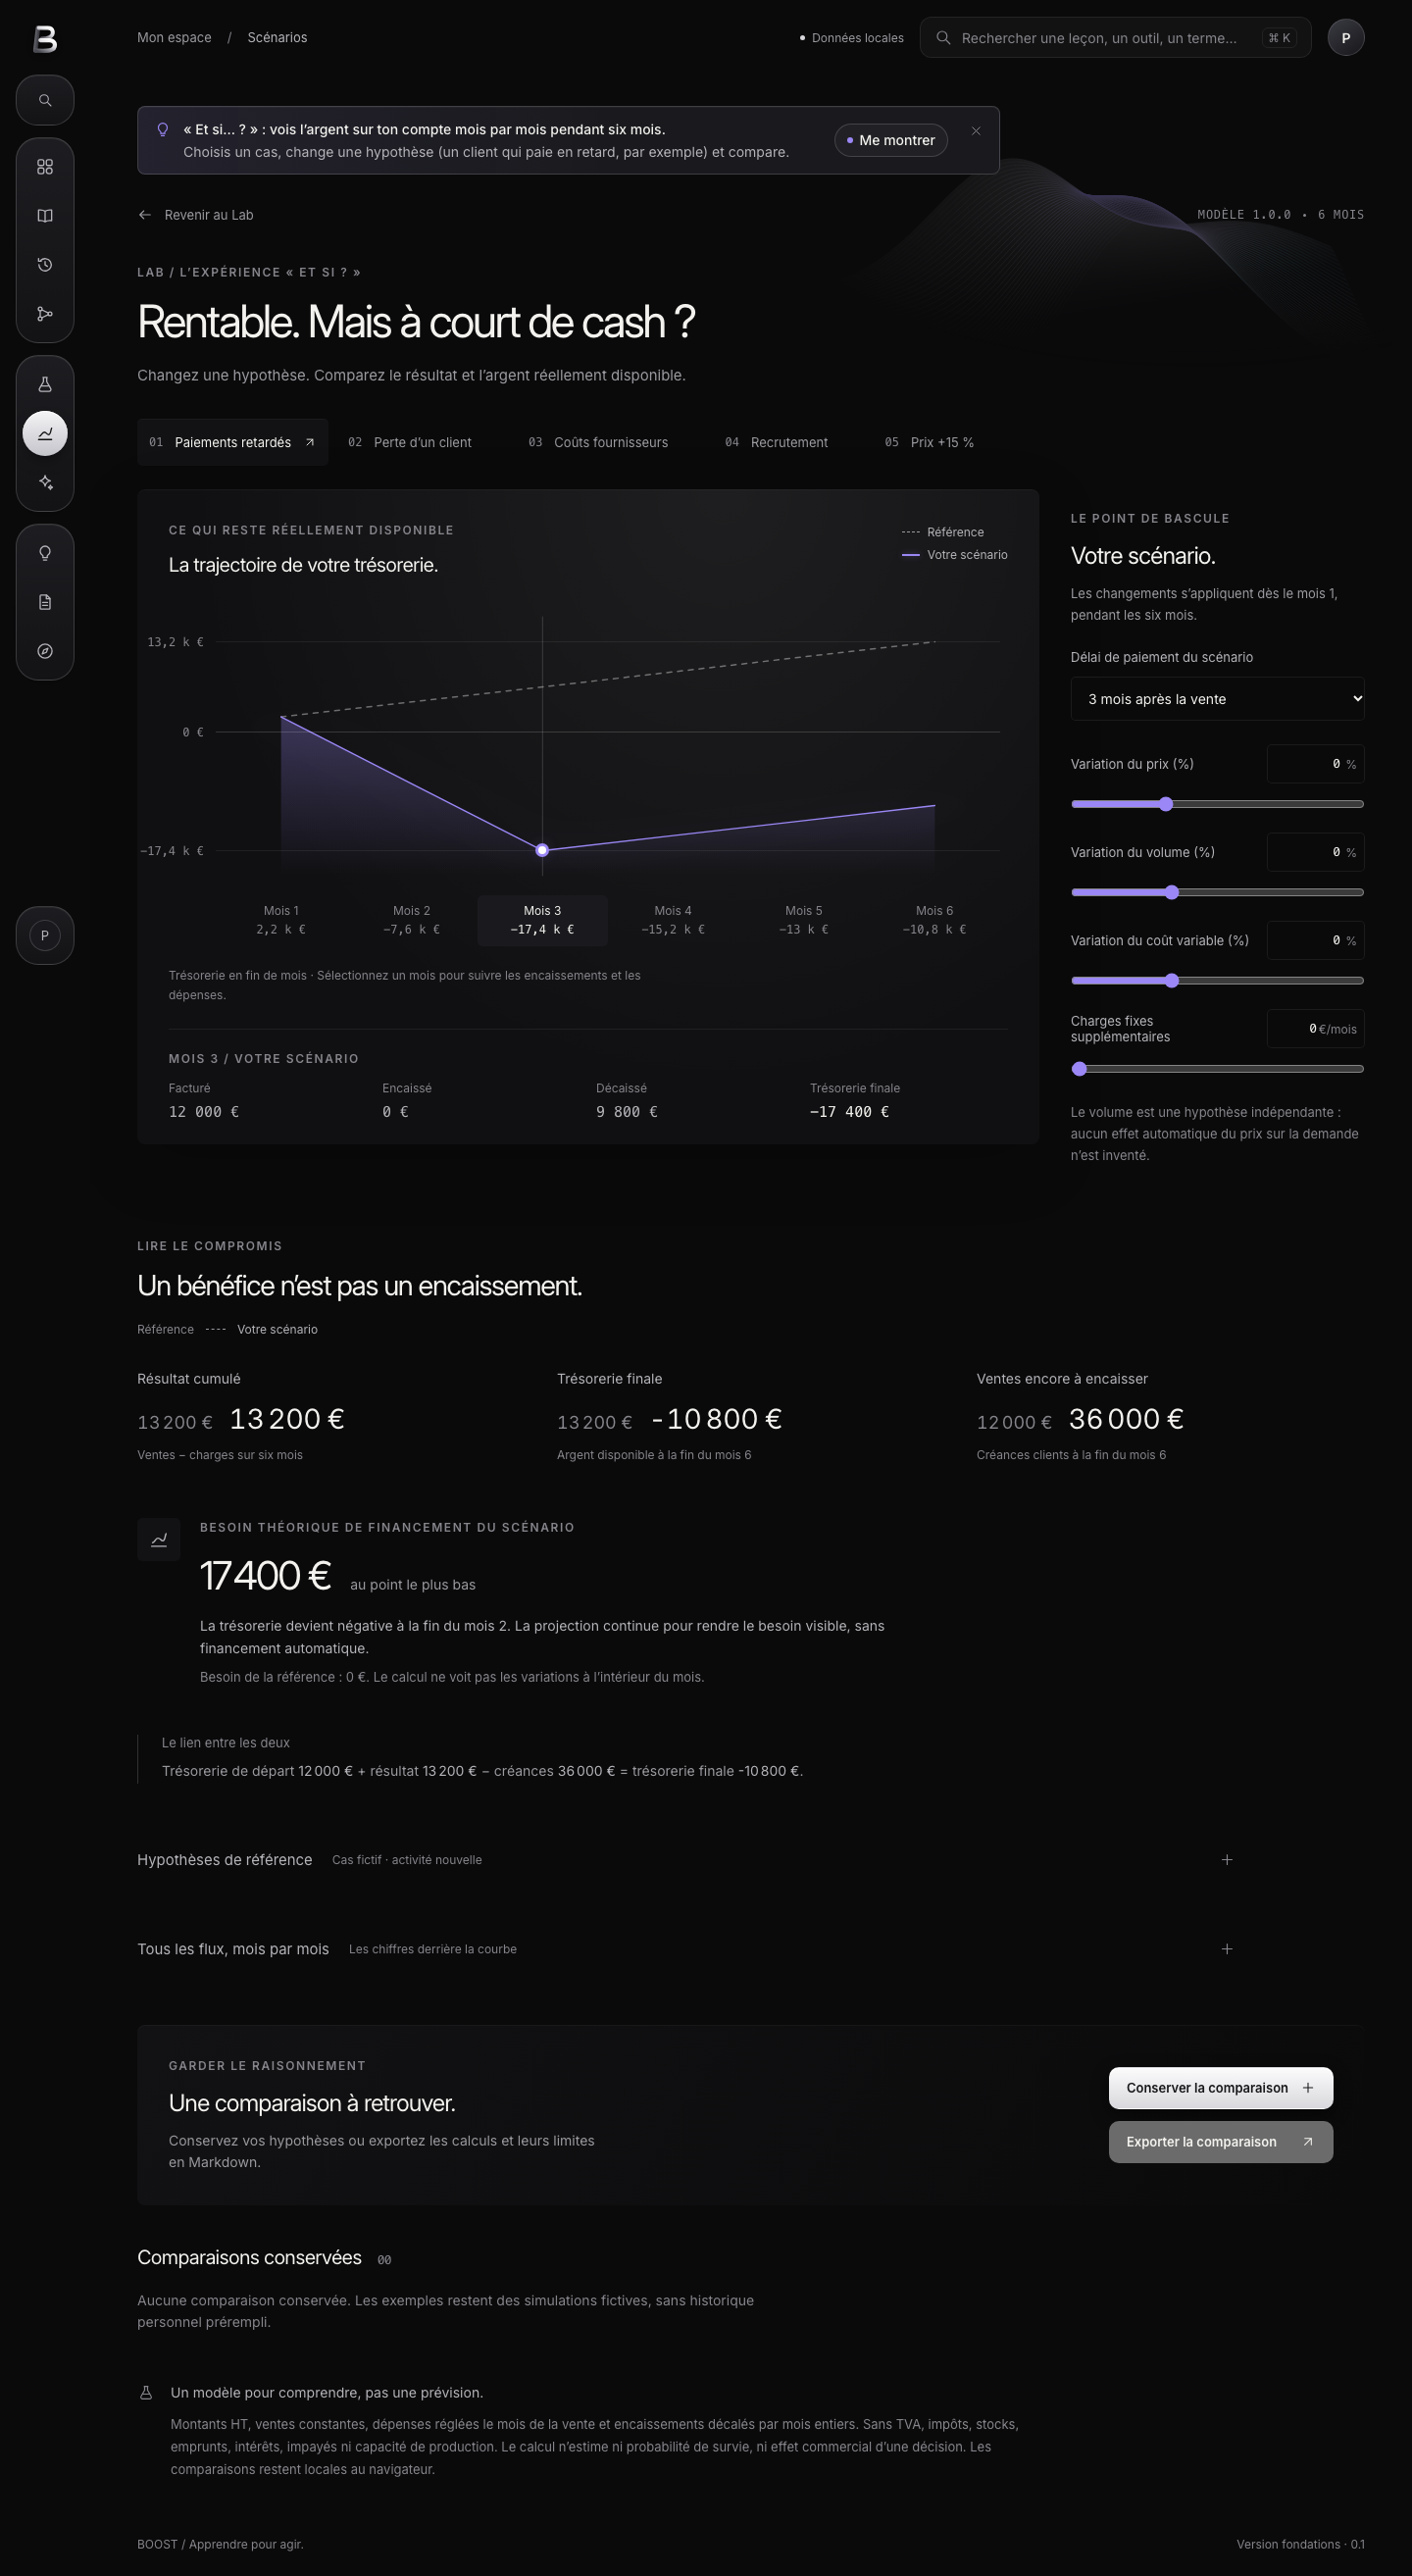 B
Mon espace / Scénarios
Données locales
Rechercher une leçon, un outil, un terme...
⌘ K
P
« Et si... ? » : vois l’argent sur ton compte mois par mois pendant six mois.
Choisis un cas, change une hypothèse (un client qui paie en retard, par exemple) et compare.
Me montrer
Revenir au Lab
MODÈLE 1.0.0 • 6 MOIS
LAB / L’EXPÉRIENCE « ET SI ? »
Rentable. Mais à court de cash ?
Changez une hypothèse. Comparez le résultat et l’argent réellement disponible.
01 Paiements retardés
02 Perte d’un client
03 Coûts fournisseurs
04 Recrutement
05 Prix +15 %
CE QUI RESTE RÉELLEMENT DISPONIBLE
La trajectoire de votre trésorerie.
Référence
Votre scénario
13,2 k €
0 €
−17,4 k €
Mois 1
2,2 k €
Mois 2
−7,6 k €
Mois 3
−17,4 k €
Mois 4
−15,2 k €
Mois 5
−13 k €
Mois 6
−10,8 k €
Trésorerie en fin de mois · Sélectionnez un mois pour suivre les encaissements et les
dépenses.
MOIS 3 / VOTRE SCÉNARIO
Facturé
12 000 €
Encaissé
0 €
Décaissé
9 800 €
Trésorerie finale
−17 400 €
LE POINT DE BASCULE
Votre scénario.
Les changements s’appliquent dès le mois 1,
pendant les six mois.
Délai de paiement du scénario
3 mois après la vente
Variation du prix (%)
0 %
Variation du volume (%)
0 %
Variation du coût variable (%)
0 %
Charges fixes
supplémentaires
0 €/mois
Le volume est une hypothèse indépendante :
aucun effet automatique du prix sur la demande
n’est inventé.
P
LIRE LE COMPROMIS
Un bénéfice n’est pas un encaissement.
Référence ---- Votre scénario
Résultat cumulé
13 200 € 13 200 €
Ventes − charges sur six mois
Trésorerie finale
13 200 € -10 800 €
Argent disponible à la fin du mois 6
Ventes encore à encaisser
12 000 € 36 000 €
Créances clients à la fin du mois 6
BESOIN THÉORIQUE DE FINANCEMENT DU SCÉNARIO
17 400 € au point le plus bas
La trésorerie devient négative à la fin du mois 2. La projection continue pour rendre le besoin visible, sans
financement automatique.
Besoin de la référence : 0 €. Le calcul ne voit pas les variations à l’intérieur du mois.
Le lien entre les deux
Trésorerie de départ 12 000 € + résultat 13 200 € − créances 36 000 € = trésorerie finale -10 800 €.
Hypothèses de référence Cas fictif · activité nouvelle
Tous les flux, mois par mois Les chiffres derrière la courbe
GARDER LE RAISONNEMENT
Une comparaison à retrouver.
Conservez vos hypothèses ou exportez les calculs et leurs limites
en Markdown.
Conserver la comparaison
Exporter la comparaison
Comparaisons conservées 00
Aucune comparaison conservée. Les exemples restent des simulations fictives, sans historique
personnel prérempli.
Un modèle pour comprendre, pas une prévision.
Montants HT, ventes constantes, dépenses réglées le mois de la vente et encaissements décalés par mois entiers. Sans TVA, impôts, stocks,
emprunts, intérêts, impayés ni capacité de production. Le calcul n’estime ni probabilité de survie, ni effet commercial d’une décision. Les
comparaisons restent locales au navigateur.
BOOST / Apprendre pour agir.
Version fondations · 0.1